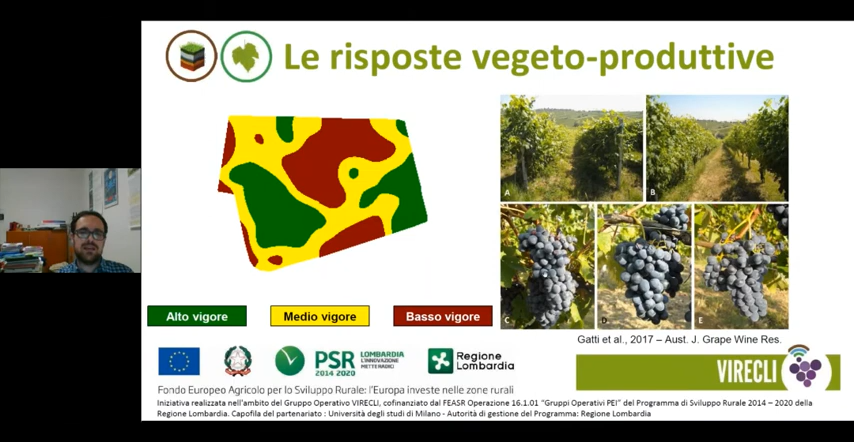 Le risposte vegeto-produttive
A
B
C
D
E
Alto vigore
Medio vigore
Basso vigore
Gatti et al., 2017 – Aust. J. Grape Wine Res.
PSR LOMBARDIA
2014 2020 L'INNOVAZIONE
METTE RADICI
Regione
Lombardia
VIRECLI
Fondo Europeo Agricolo per lo Sviluppo Rurale: l'Europa investe nelle zone rurali
Iniziativa realizzata nell'ambito del Gruppo Operativo VIRECLI, cofinanziato dal FEASR Operazione 16.1.01 "Gruppi Operativi PEI" del Programma di Sviluppo Rurale 2014 – 2020 della
Regione Lombardia. Capofila del partenariato : Università degli studi di Milano - Autorità di gestione del Programma: Regione Lombardia